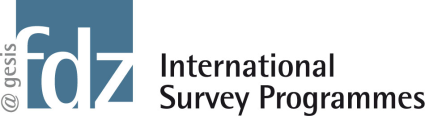 @ gesis
fdz
International
Survey Programmes